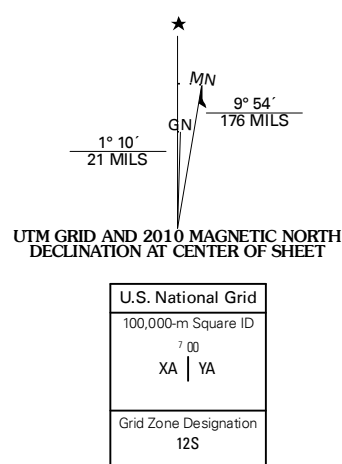 MN
GN
9° 54´
176 MILS
1° 10´
21 MILS
UTM GRID AND 2010 MAGNETIC NORTH
DECLINATION AT CENTER OF SHEET
U.S. National Grid
100,000-m Square ID
7 00
XA | YA
Grid Zone Designation
12S